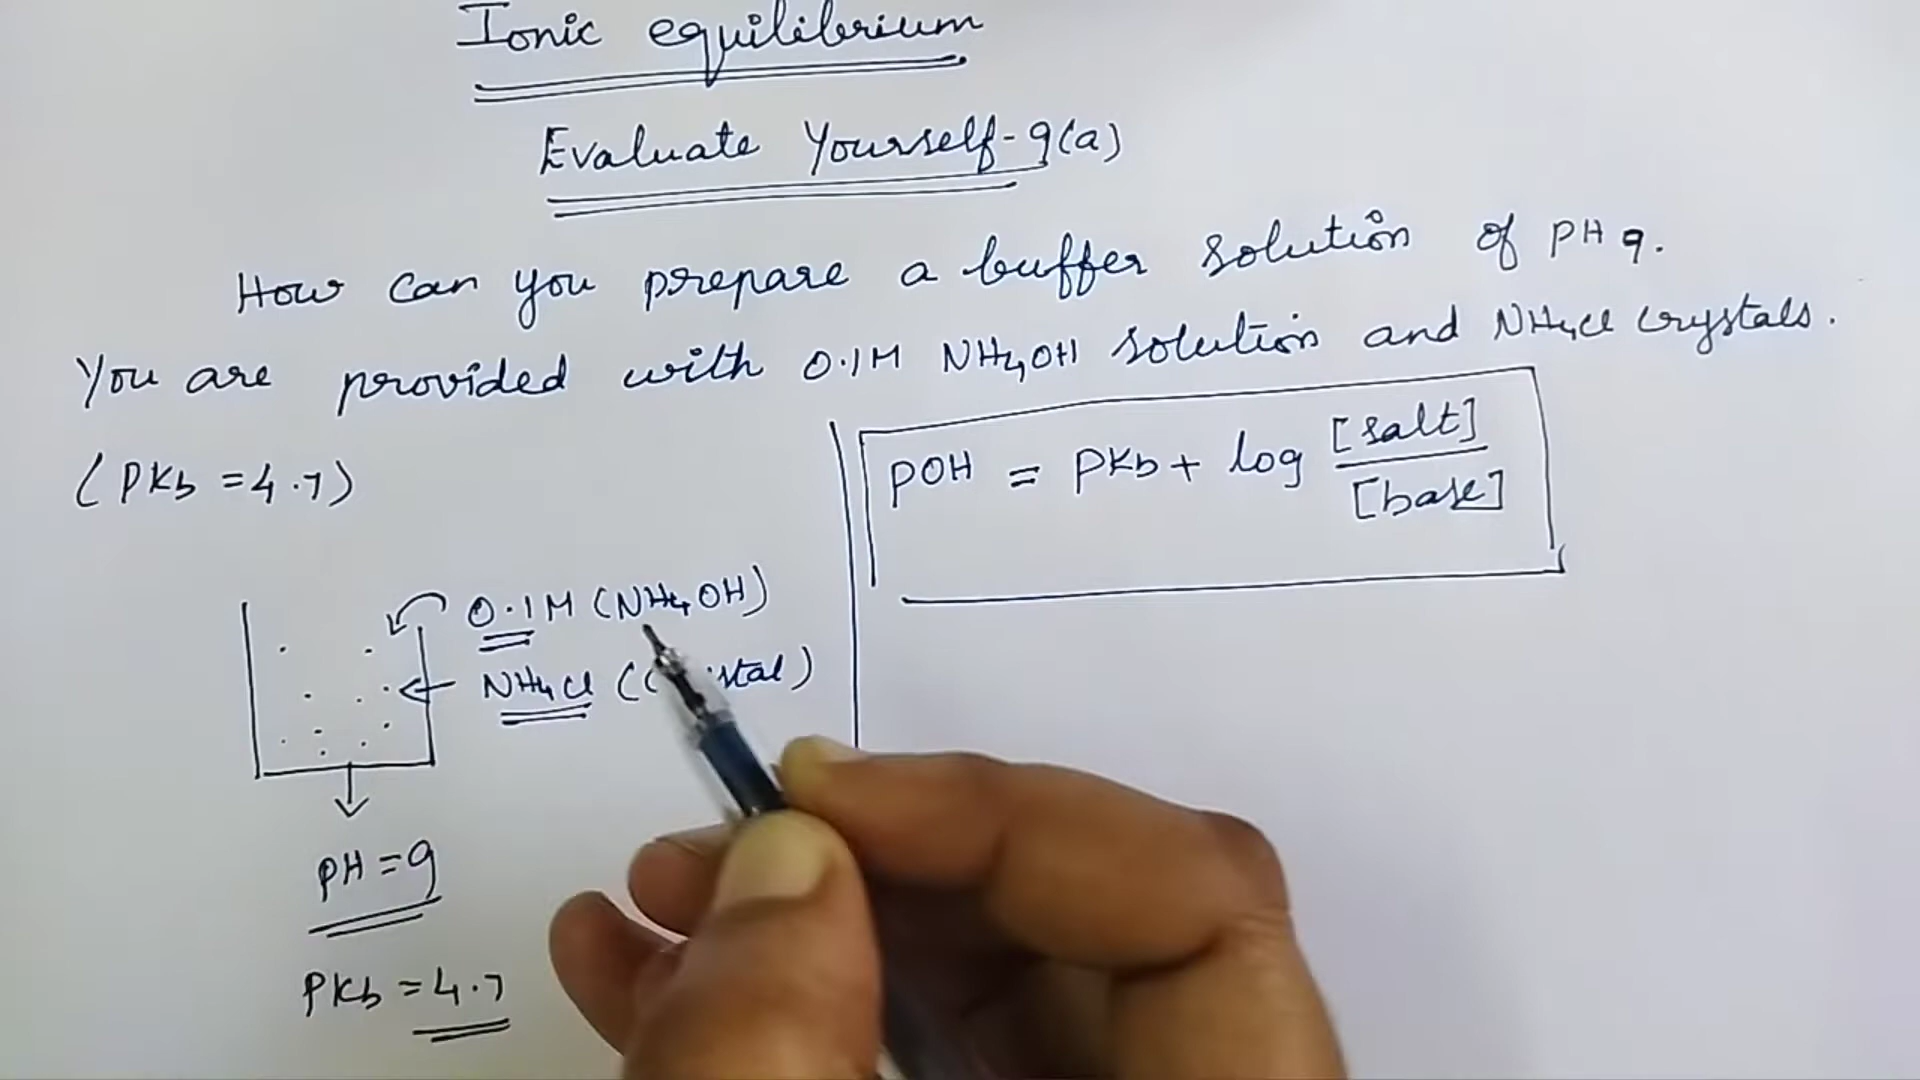 Ionic equilibrium
Evaluate Yourself-9(a)
How can you prepare a buffer solution of PH 9.
You are provided with 0.1M NH4OH solution and NH4Cl crystals.
(PKb = 4.7)
POH = PKb + log [salt]/[base]
0.1M (NH4OH)
NH4Cl
PH = 9
PKb = 4.7